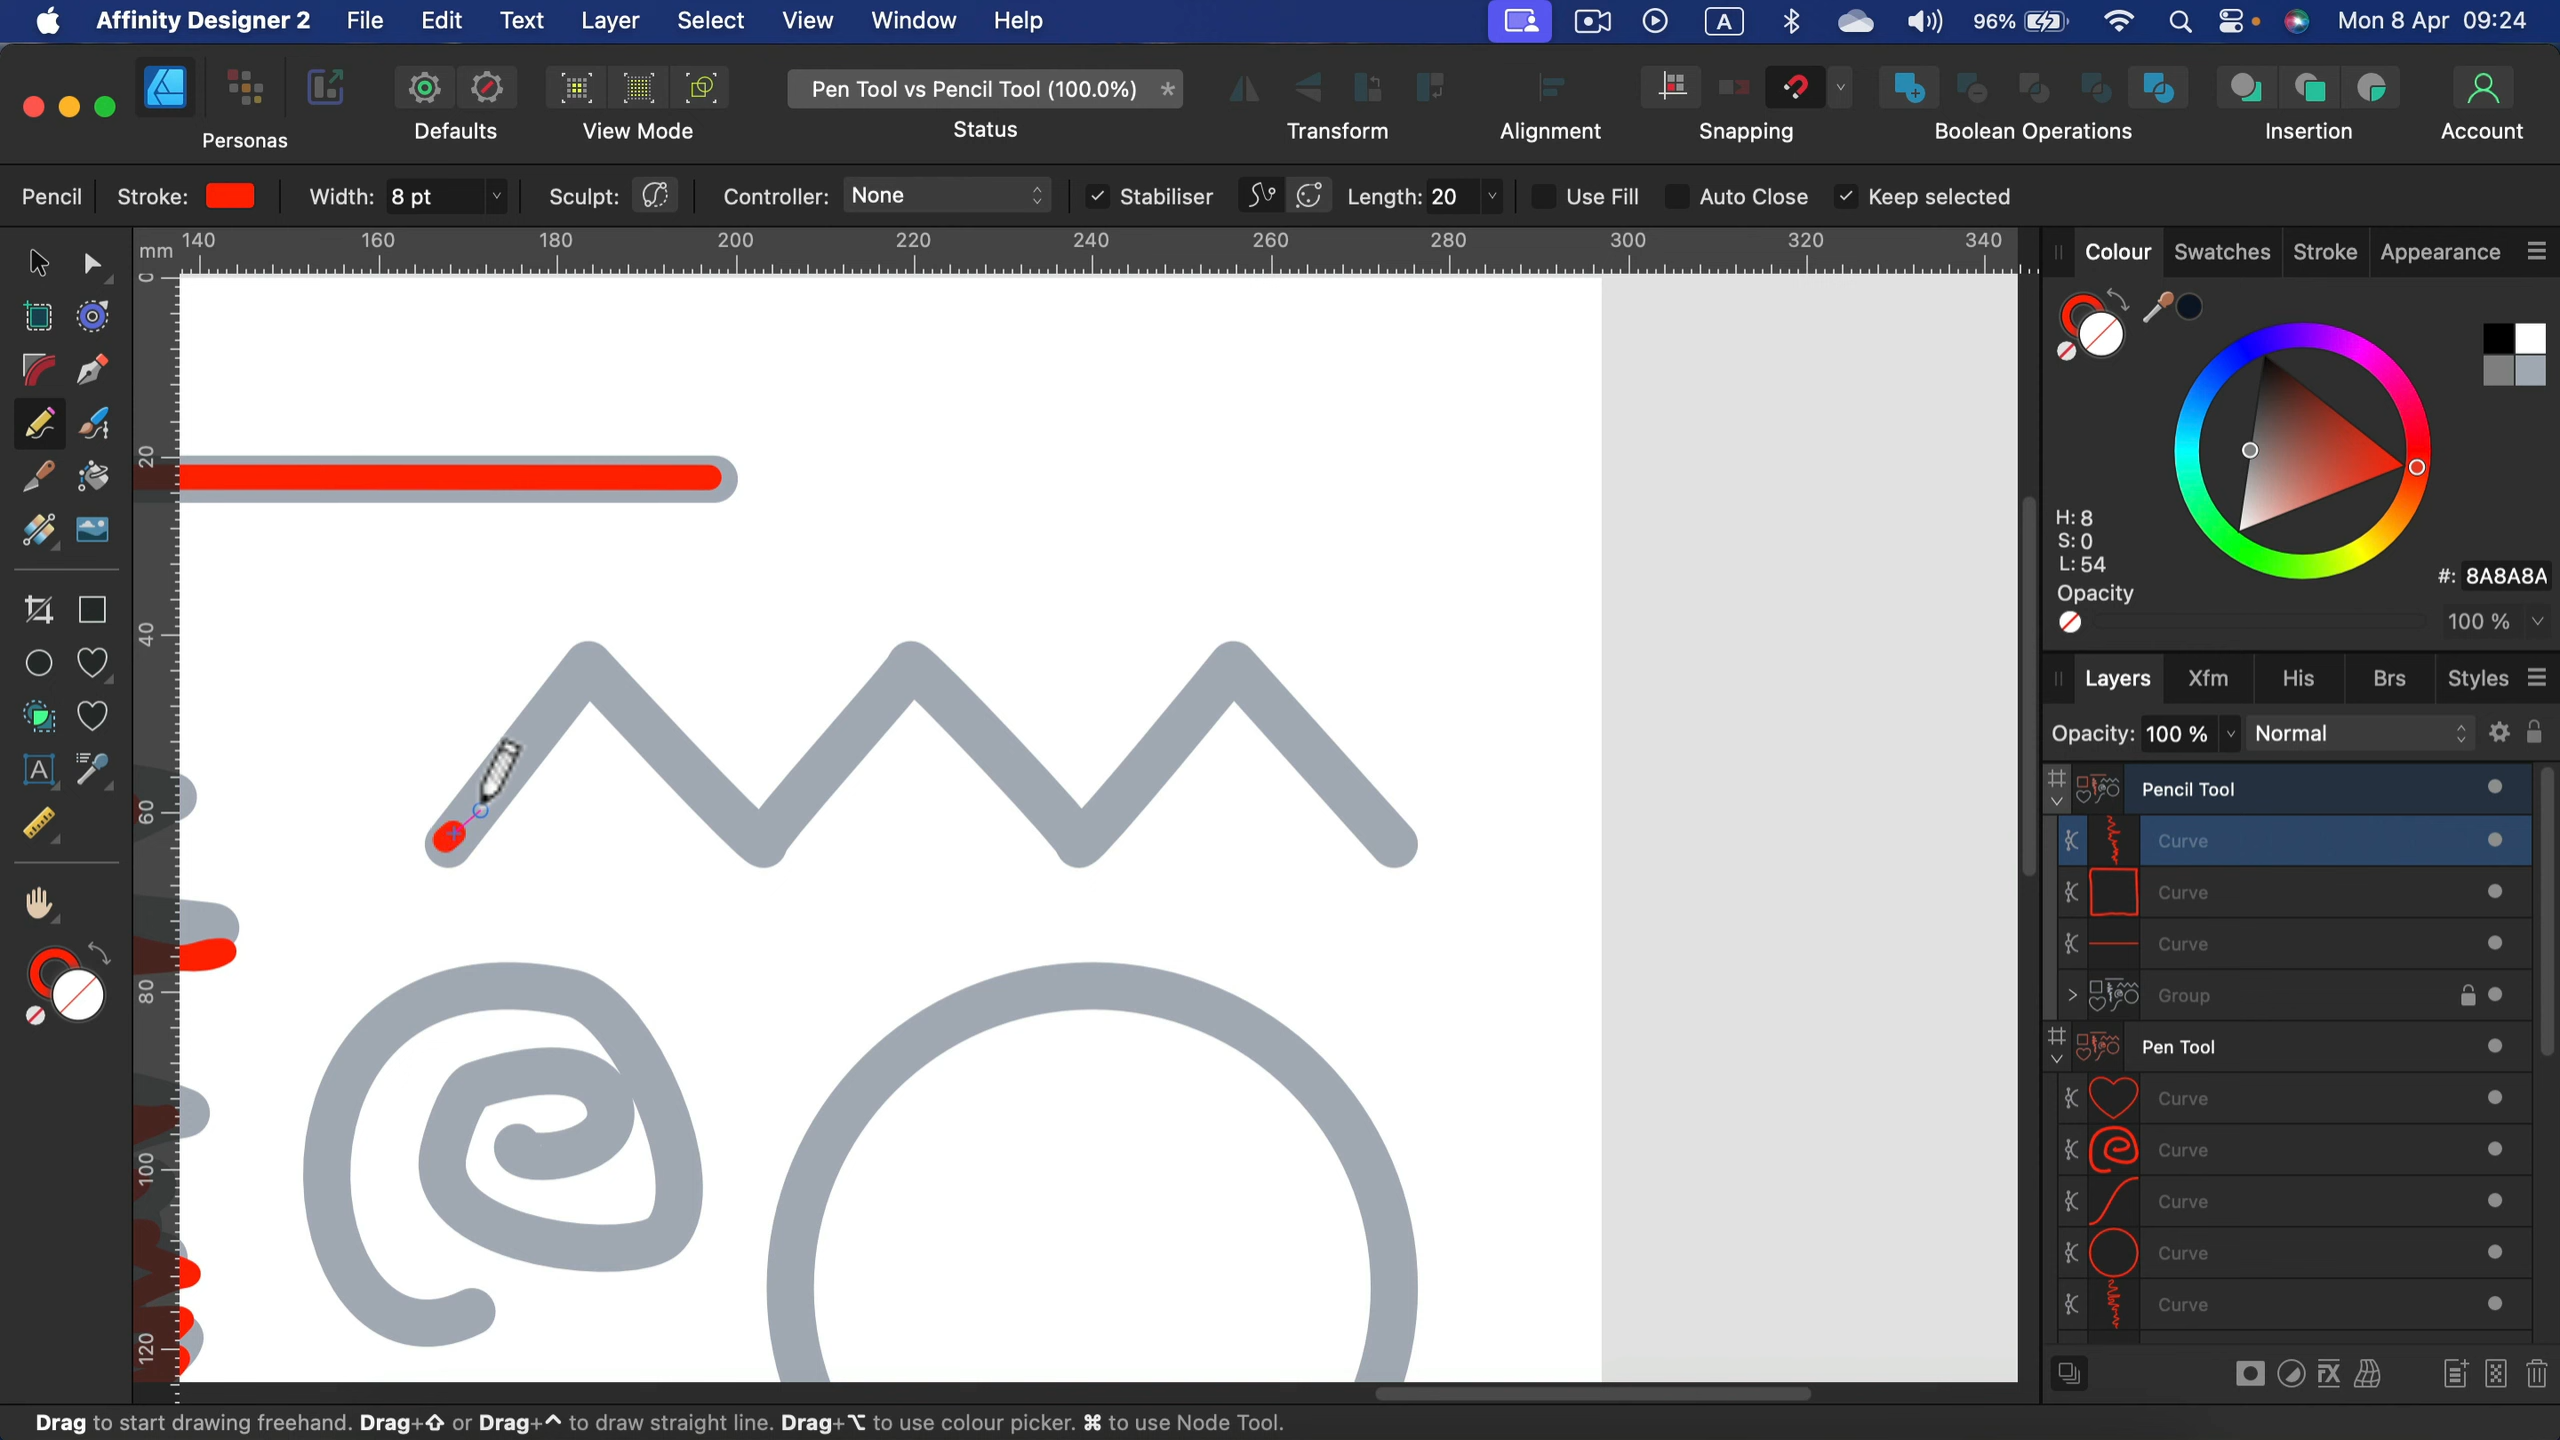 Affinity Designer 2 File Edit Text Layer Select View Window Help A 96% Mon 8 Apr 09:24
Pen Tool vs Pencil Tool (100.0%) *
Personas Defaults View Mode Status Transform Alignment Snapping Boolean Operations Insertion Account
Pencil Stroke: Width: 8 pt Sculpt: Controller: None Stabiliser Length: 20 Use Fill Auto Close Keep selected
mm 140 160 180 200 220 240 260 280 300 320 340
Colour Swatches Stroke Appearance
0
20
40
60
80
100
120
H: 8
S: 0
L: 54
#: 8A8A8A
Opacity
100 %
Layers Xfm His Brs Styles
Opacity: 100 % Normal
Pencil Tool
Curve
Curve
Curve
Group
Pen Tool
Curve
Curve
Curve
Curve
Curve
A
FX
Drag to start drawing freehand. Drag+⇧ or Drag+⌃ to draw straight line. Drag+⌥ to use colour picker. ⌘ to use Node Tool.